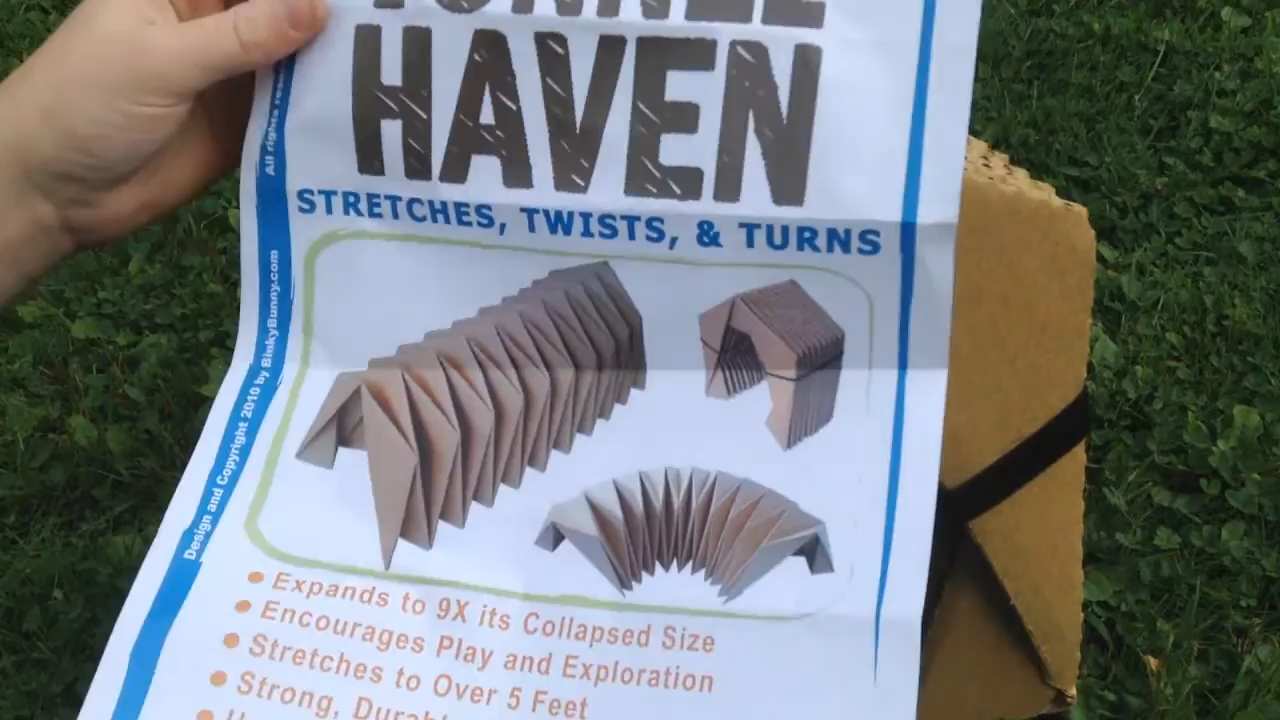 TUNNEL
HAVEN
STRETCHES, TWISTS, & TURNS
Expands to 9X its Collapsed Size
Encourages Play and Exploration
Stretches to Over 5 Feet
Strong,
Design and Copyright 2010 by BinkyBunny.com
All rights